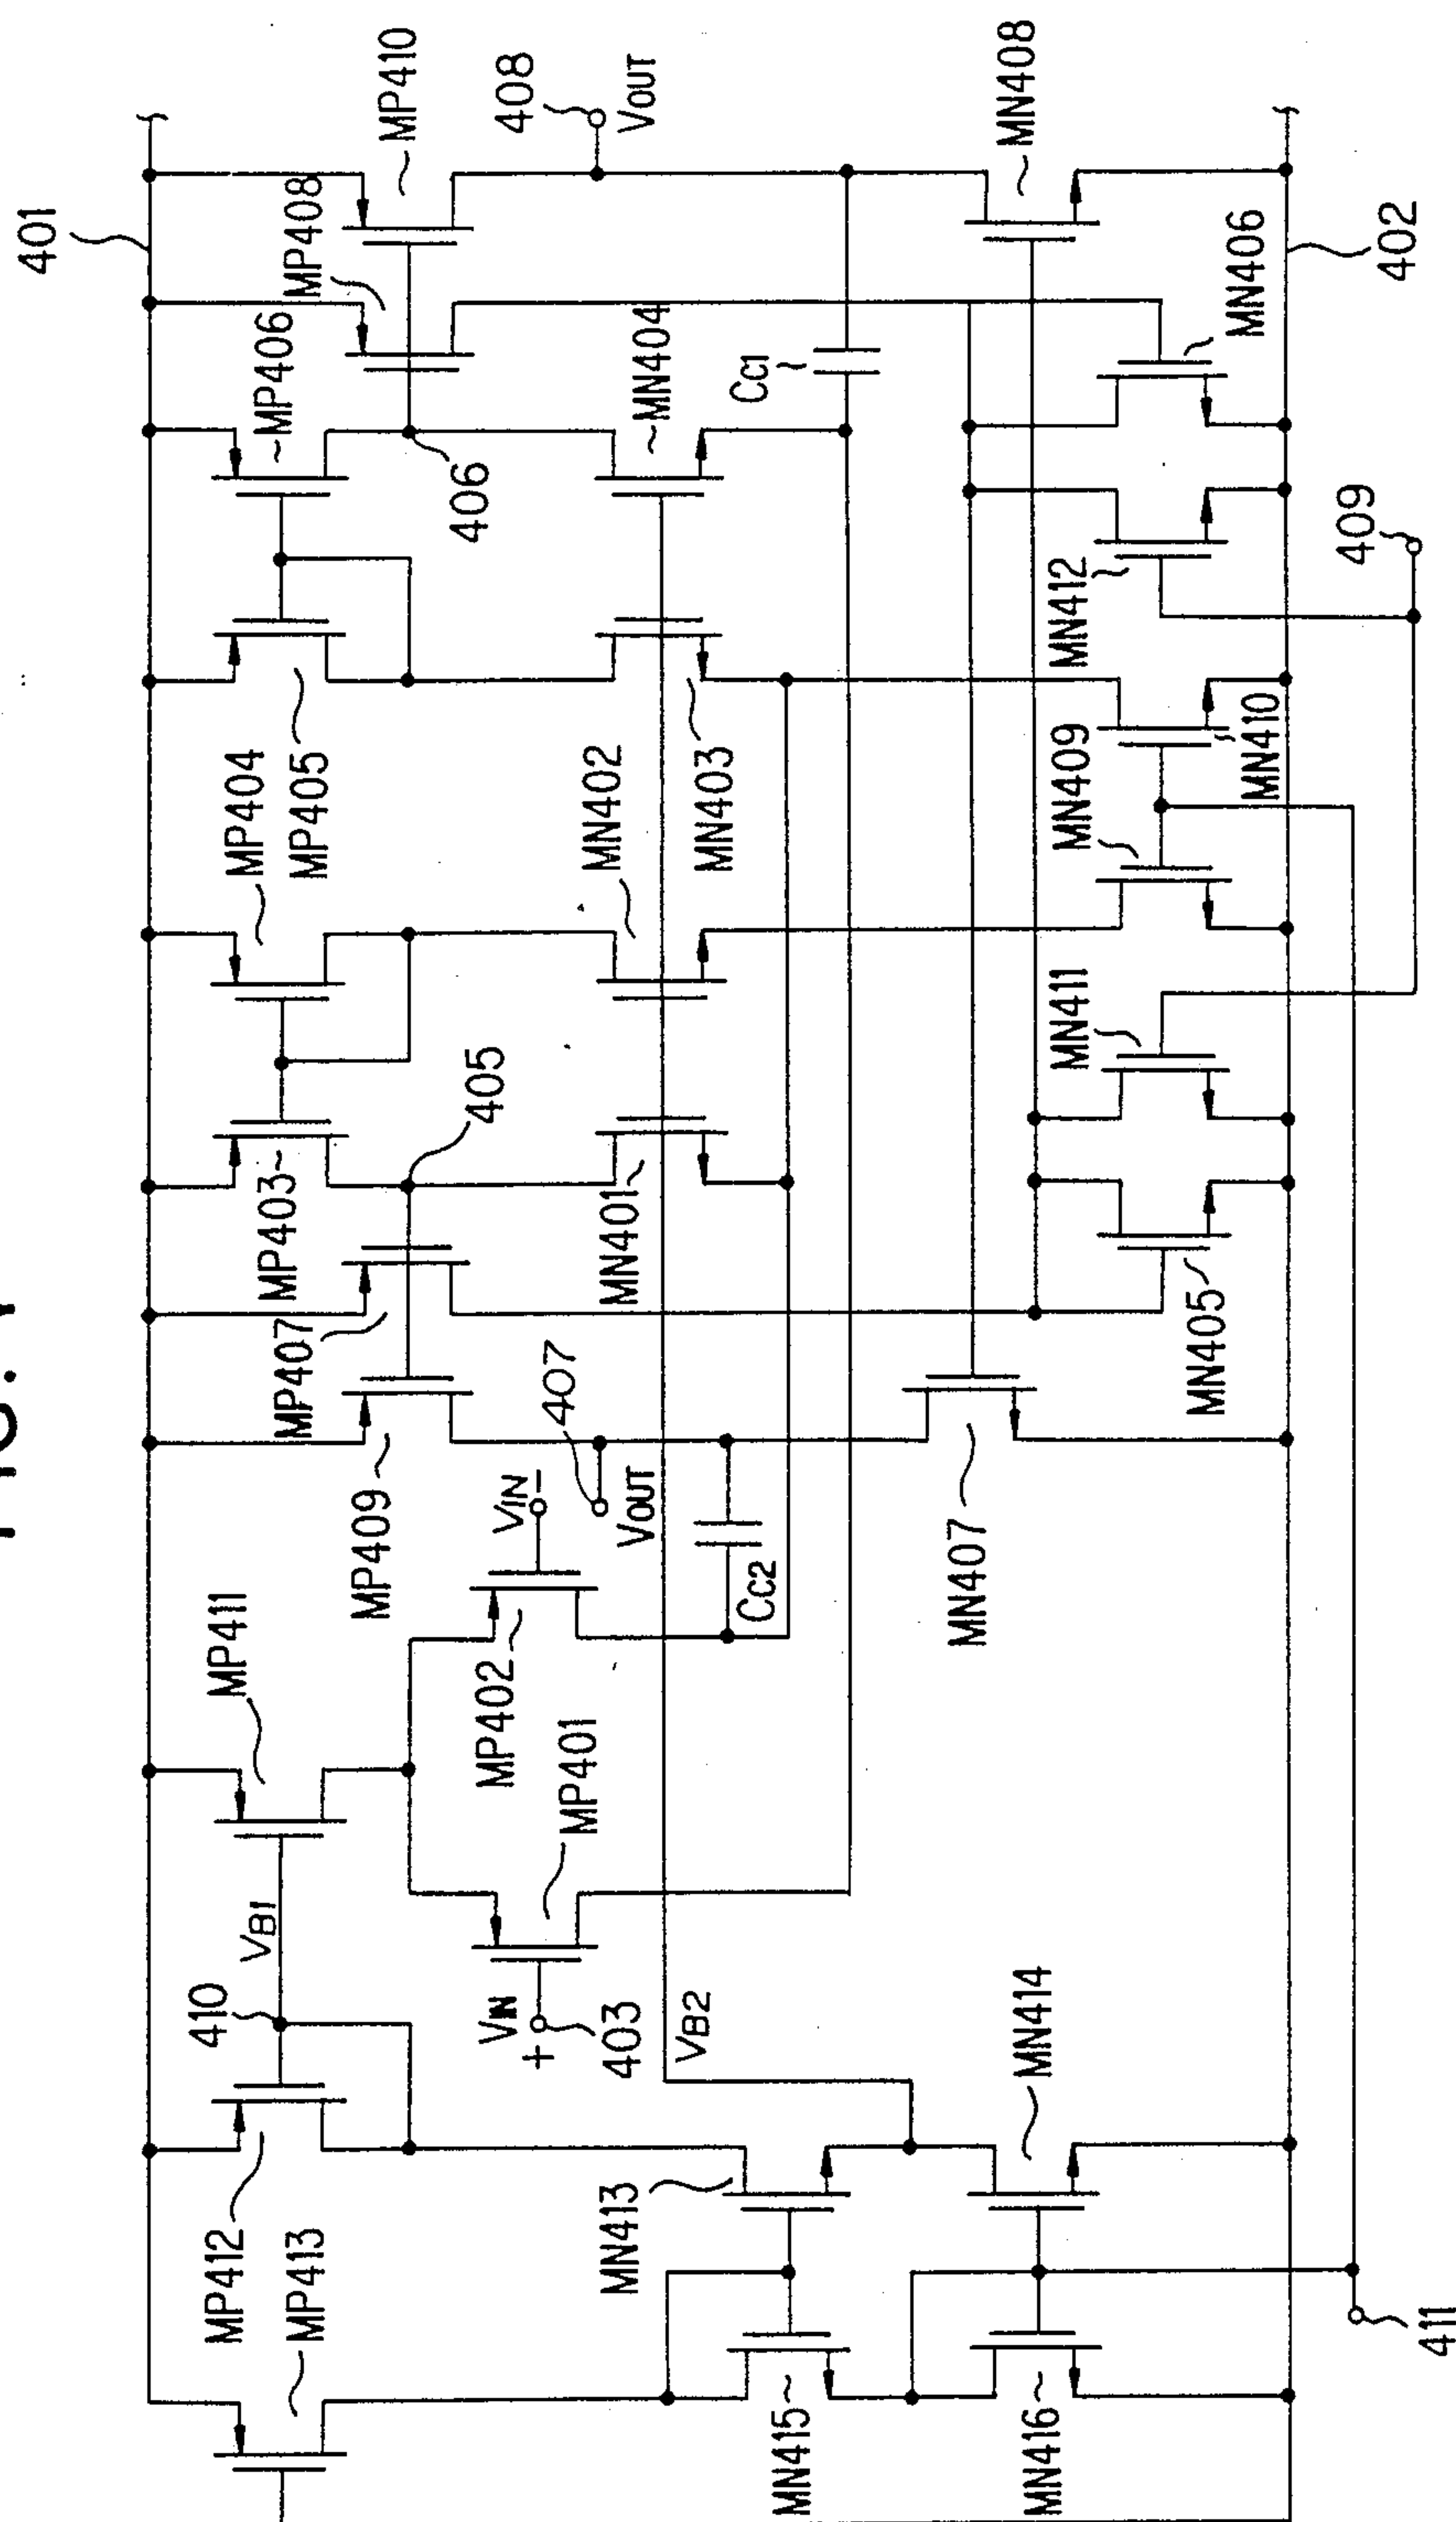 401
MP410
408
VOUT
MN408
402
MP408
MP406
406
MN404
CC1
MN406
409
MN412
MP405
MP404
MN402
MN403
MN409
MN410
MN411
405
MP403
MN401
MN405
MP407
407
VOUT
MP409
VIN
−
CC2
MN407
MP411
MP402
MP401
VB1
410
VIN
+
403
VB2
MN414
MP412
MP413
MN413
MN415
MN416
411